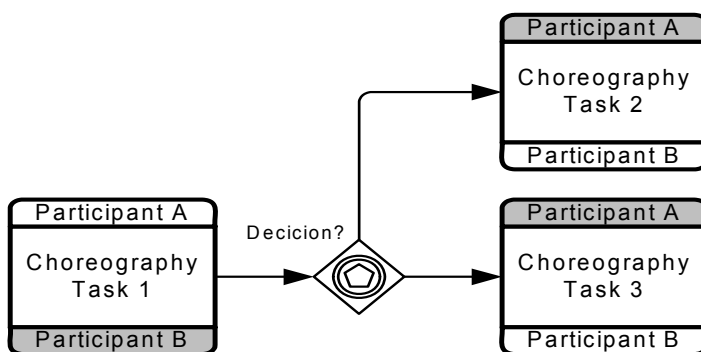 Participant A
Choreography
Task 2
Participant B
Participant A
Choreography
Task 1
Participant B
Decicion?
Participant A
Choreography
Task 3
Participant B